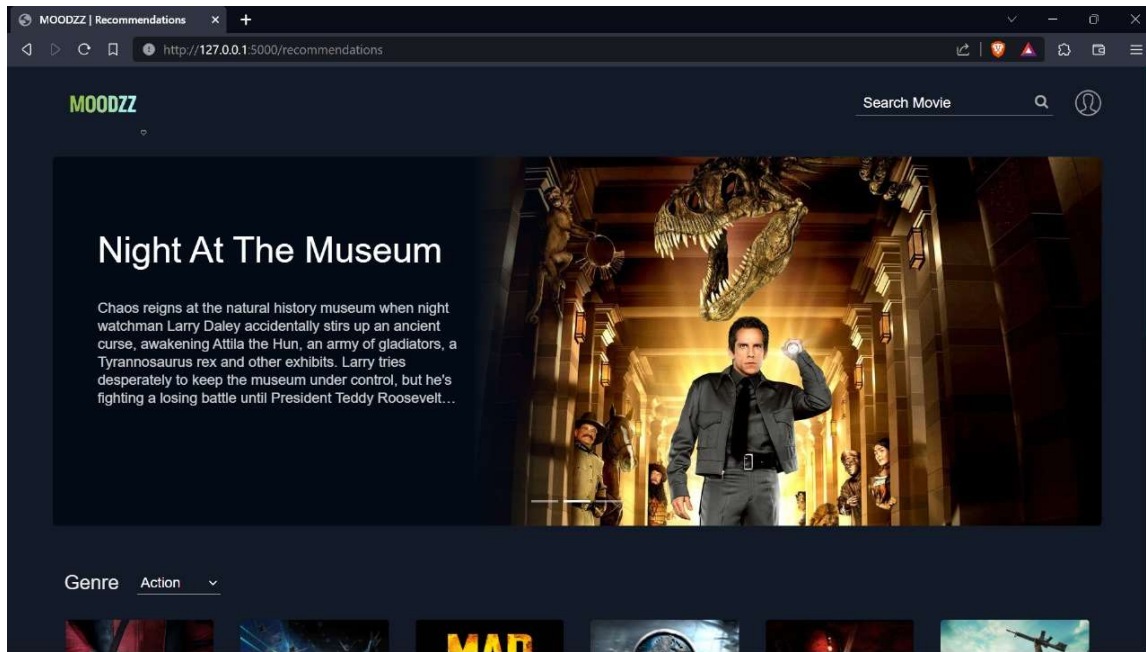 MOODZZ | Recommendations
http://127.0.0.1:5000/recommendations
MOODZZ
Search Movie
Night At The Museum
Chaos reigns at the natural history museum when night
watchman Larry Daley accidentally stirs up an ancient
curse, awakening Attila the Hun, an army of gladiators, a
Tyrannosaurus rex and other exhibits. Larry tries
desperately to keep the museum under control, but he's
fighting a losing battle until President Teddy Roosevelt...
Genre Action
MAD